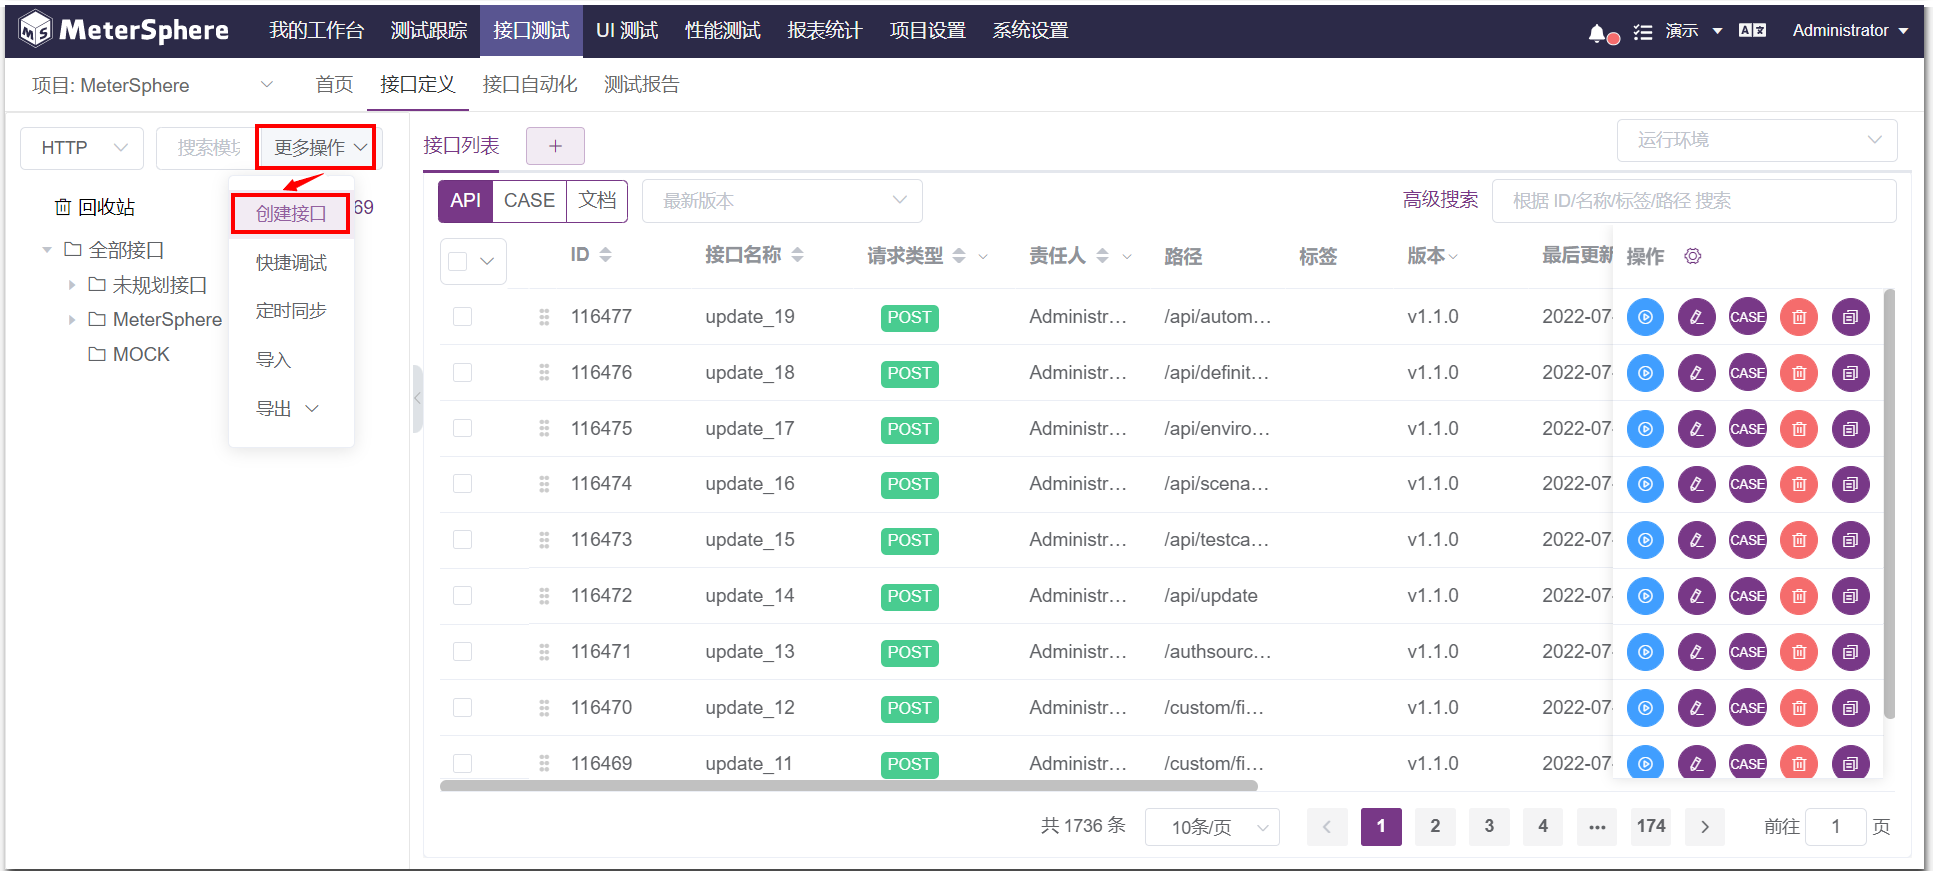 MeterSphere 我的工作台 测试跟踪 接口测试 UI 测试 性能测试 报表统计 项目设置 系统设置 演示 Administrator
项目: MeterSphere 首页 接口定义 接口自动化 测试报告
HTTP 搜索模块 更多操作 接口列表 + 运行环境
API CASE 文档 最新版本 高级搜索 根据 ID/名称/标签/路径 搜索
回收站 69
创建接口
快捷调试
定时同步
导入
导出
全部接口
未规划接口
MeterSphere
MOCK
ID 接口名称 请求类型 责任人 路径 标签 版本 最后更新 操作
116477 update_19 POST Administr... /api/autom... v1.1.0 2022-07- CASE
116476 update_18 POST Administr... /api/definit... v1.1.0 2022-07- CASE
116475 update_17 POST Administr... /api/enviro... v1.1.0 2022-07- CASE
116474 update_16 POST Administr... /api/scena... v1.1.0 2022-07- CASE
116473 update_15 POST Administr... /api/testca... v1.1.0 2022-07- CASE
116472 update_14 POST Administr... /api/update v1.1.0 2022-07- CASE
116471 update_13 POST Administr... /authsourc... v1.1.0 2022-07- CASE
116470 update_12 POST Administr... /custom/fi... v1.1.0 2022-07- CASE
116469 update_11 POST Administr... /custom/fi... v1.1.0 2022-07- CASE
共 1736 条 10条/页 < 1 2 3 4 ... 174 > 前往 1 页